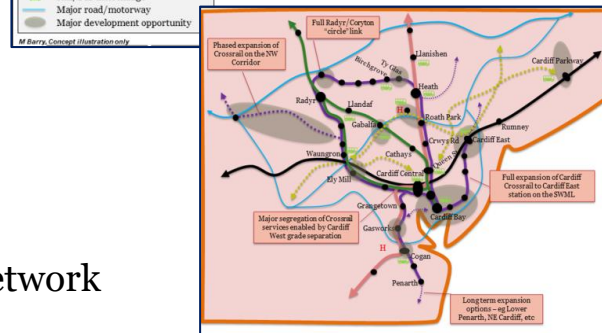 Major road/motorway
Major development opportunity
M Barry, Concept illustration only
etwork
Full Radyr/Coryton
"circle" link
Phased expansion of
Crossrail on the NW
Corridor
Llanishen
Ty Glas
Birchgrove
Heath
Cardiff Parkway
Radyr
Llandaf
H
Roath Park
Gabalfa
Rumney
Crwys Rd
Cardiff East
Cathays
Queen St
Waungron
Cardiff Central
Ely Mill
Full expansion of Cardiff
Crossrail to Cardiff East
station on the SWML
Grangetown
Cardiff Bay
Major segregation of Crossrail
services enabled by Cardiff
West grade separation
Gasworks
H
Cogan
Penarth
Long term expansion
options – eg Lower
Penarth, NE Cardiff, etc